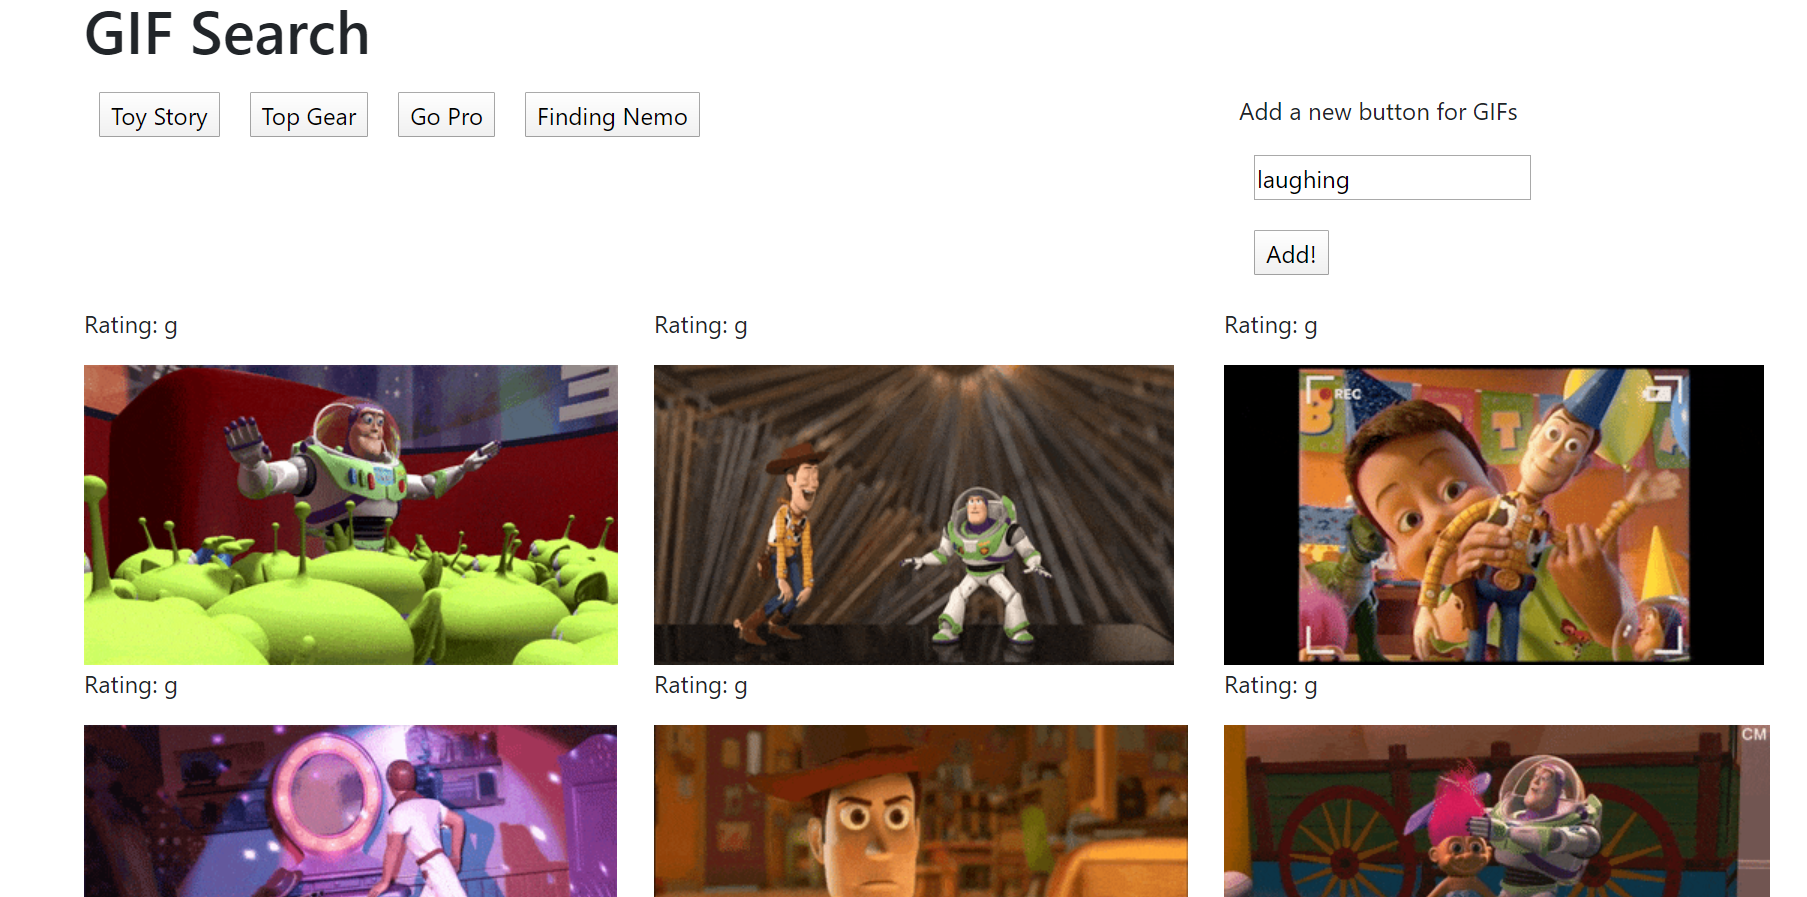 GIF Search
Toy Story
Top Gear
Go Pro
Finding Nemo
Add a new button for GIFs
laughing
Add!
Rating: g
Rating: g
Rating: g
REC
B
T
A
Rating: g
Rating: g
Rating: g
CM